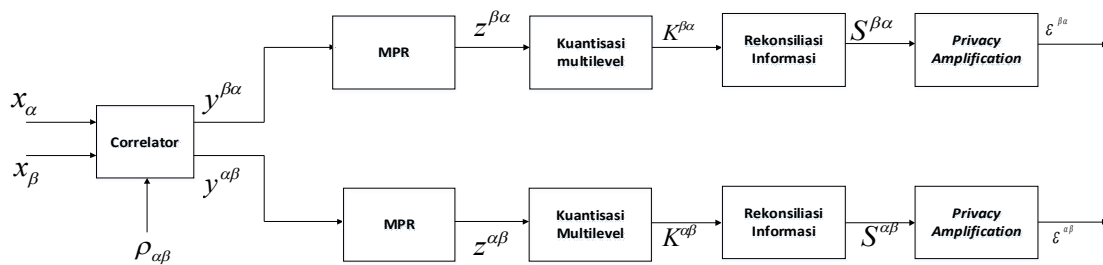 x_α
x_β
Correlator
ρ_αβ
y^βα
MPR
z^βα
Kuantisasi
multilevel
K^βα
Rekonsiliasi
Informasi
S^βα
Privacy
Amplification
ε^βα
y^αβ
MPR
z^αβ
Kuantisasi
Multilevel
K^αβ
Rekonsiliasi
Informasi
S^αβ
Privacy
Amplification
ε^αβ